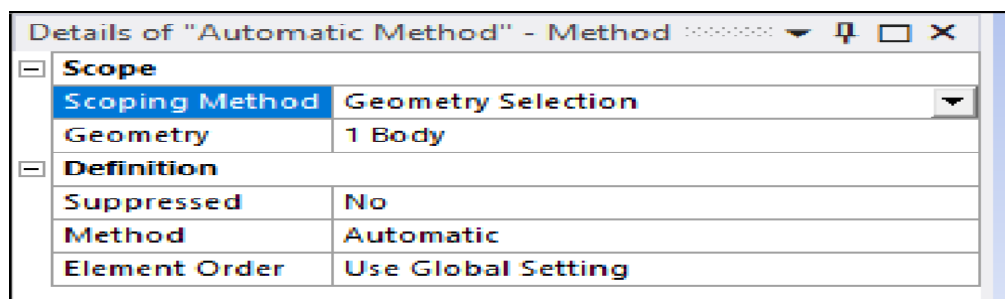 Details of "Automatic Method" - Method
Scope
Scoping Method Geometry Selection
Geometry 1 Body
Definition
Suppressed No
Method Automatic
Element Order Use Global Setting